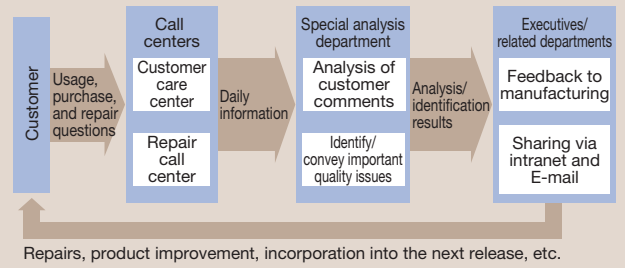 Customer
Usage,
purchase,
and repair
questions
Call
centers
Customer
care
center
Repair
call
center
Daily
information
Special analysis
department
Analysis of
customer
comments
Identify/
convey important
quality issues
Analysis/
identification
results
Executives/
related departments
Feedback to
manufacturing
Sharing via
intranet and
E-mail
Repairs, product improvement, incorporation into the next release, etc.